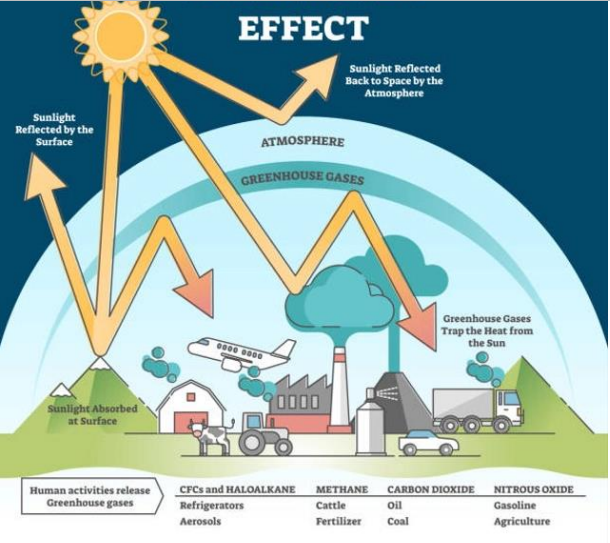 EFFECT
Sunlight Reflected
Back to Space by the
Atmosphere
Sunlight
Reflected by the
Surface
ATMOSPHERE
GREENHOUSE GASES
Greenhouse Gases
Trap the Heat from
the Sun
Sunlight Absorbed
at Surface
Human activities release
Greenhouse gases
CFCs and HALOALKANE METHANE CARBON DIOXIDE NITROUS OXIDE
Refrigerators Cattle Oil Gasoline
Aerosols Fertilizer Coal Agriculture